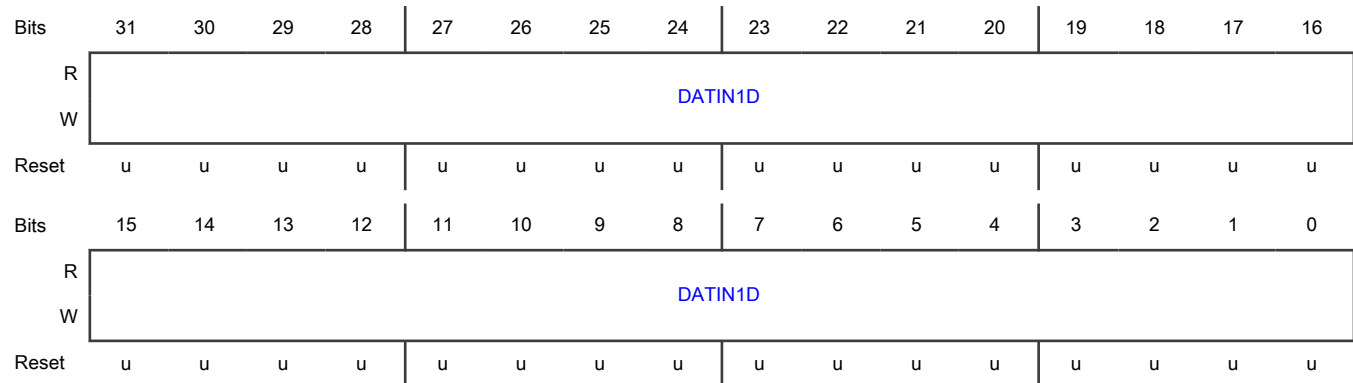 Bits 31 30 29 28 27 26 25 24 23 22 21 20 19 18 17 16
R
DATIN1D
W
Reset u u u u u u u u u u u u u u u u
Bits 15 14 13 12 11 10 9 8 7 6 5 4 3 2 1 0
R
DATIN1D
W
Reset u u u u u u u u u u u u u u u u